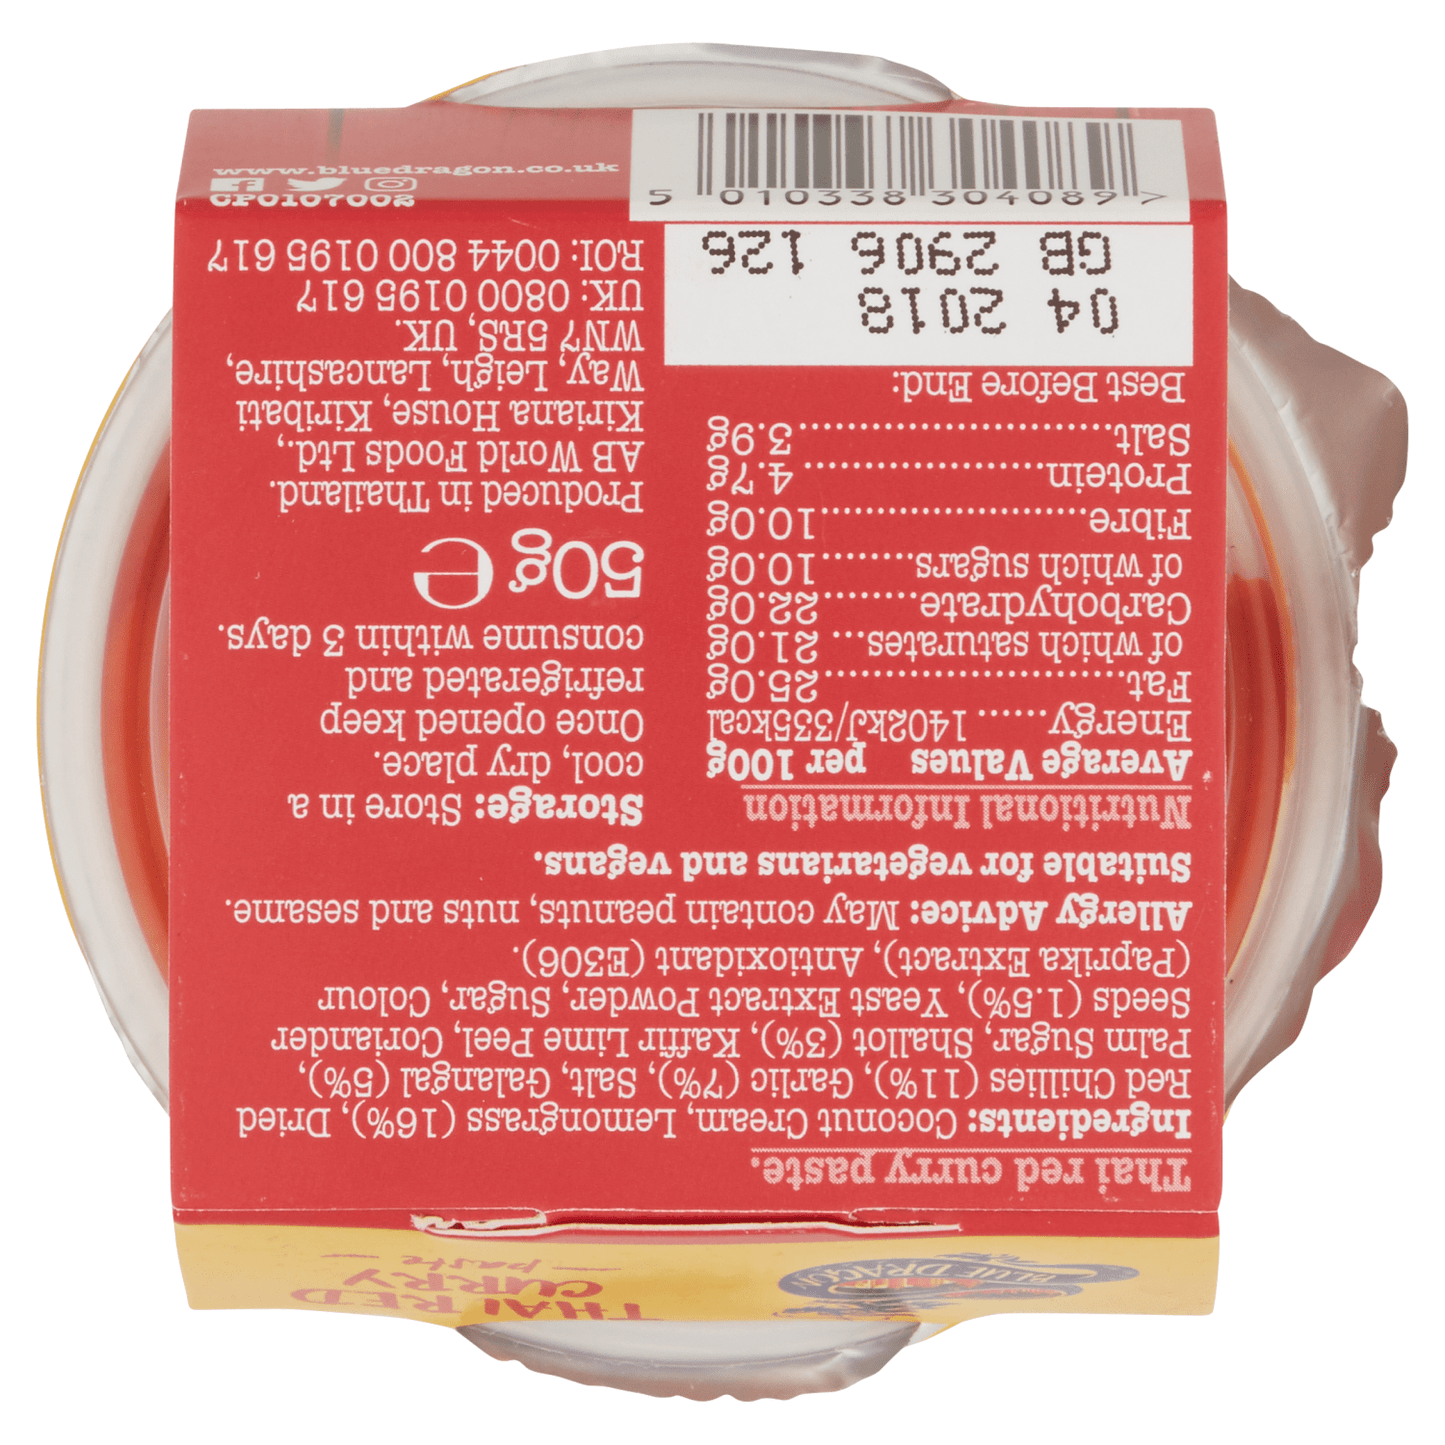 BLUE DRAGON
THAI RED
CURRY
paste
Thai red curry paste.
Ingredients: Coconut Cream, Lemongrass (16%), Dried
Red Chillies (11%), Garlic (7%), Salt, Galangal (5%),
Palm Sugar, Shallot (3%), Kaffir Lime Peel, Coriander
Seeds (1.5%), Yeast Extract Powder, Sugar, Colour
(Paprika Extract), Antioxidant (E306).
Allergy Advice: May contain peanuts, nuts and sesame.
Suitable for vegetarians and vegans.
Nutritional Information
Average Values per 100g
Energy...... 1402kJ/335kcal
Fat..............................25.0g
of which saturates... 21.0g
Carbohydrate.........22.0g
of which sugars.......10.0g
Fibre.........................10.0g
Protein....................... 4.7g
Salt..............................3.9g
Best Before End:
04 2018
GB 2906 126
Storage: Store in a
cool, dry place.
Once opened keep
refrigerated and
consume within 3 days.
50g e
Produced in Thailand.
AB World Foods Ltd.,
Kiriana House, Kiribati
Way, Leigh, Lancashire,
WN7 5RS, UK.
UK: 0800 0195 617
ROI: 0044 800 0195 617
CP0107002
www.bluedragon.co.uk
5 010338 304089 >